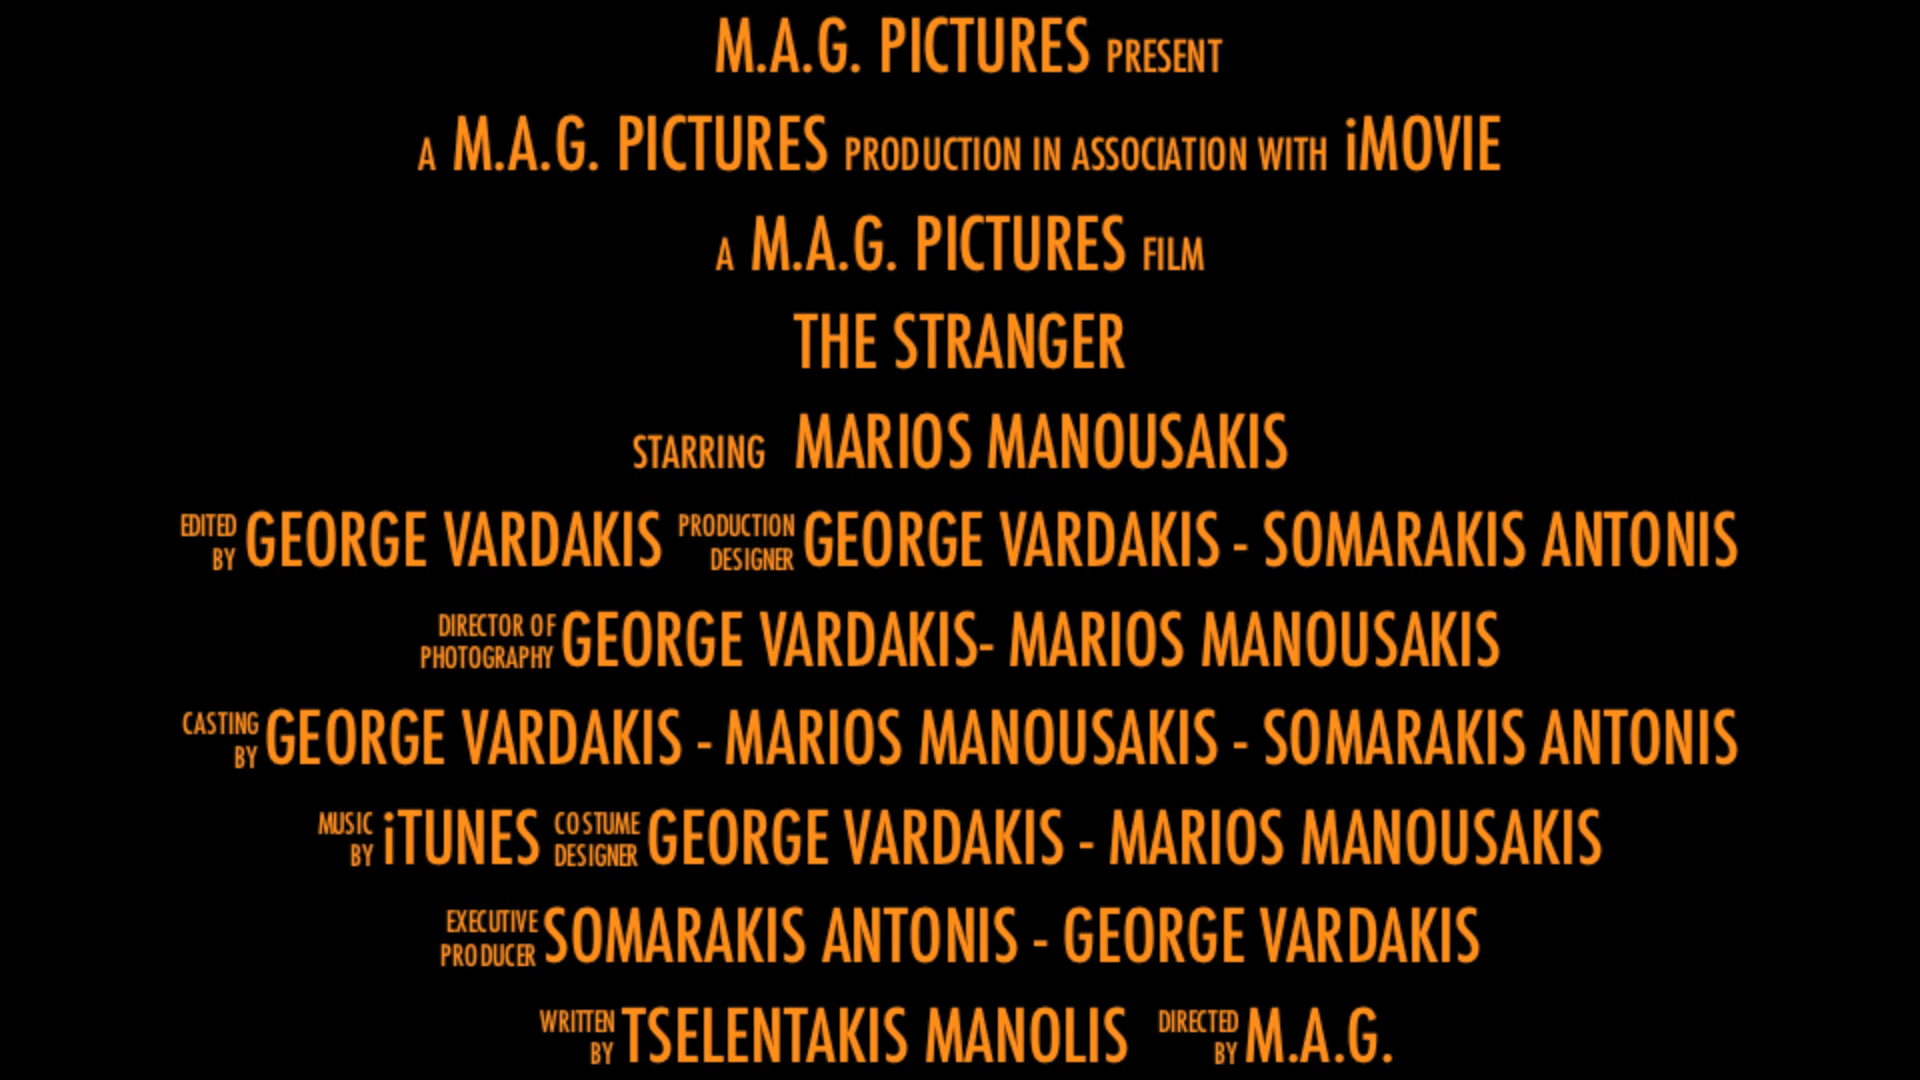 M.A.G. PICTURES PRESENT
A M.A.G. PICTURES PRODUCTION IN ASSOCIATION WITH iMOVIE
A M.A.G. PICTURES FILM
THE STRANGER
STARRING MARIOS MANOUSAKIS
EDITED BY GEORGE VARDAKIS PRODUCTION DESIGNER GEORGE VARDAKIS - SOMARAKIS ANTONIS
DIRECTOR OF PHOTOGRAPHY GEORGE VARDAKIS- MARIOS MANOUSAKIS
CASTING BY GEORGE VARDAKIS - MARIOS MANOUSAKIS - SOMARAKIS ANTONIS
MUSIC BY iTUNES COSTUME DESIGNER GEORGE VARDAKIS - MARIOS MANOUSAKIS
EXECUTIVE PRODUCER SOMARAKIS ANTONIS - GEORGE VARDAKIS
WRITTEN BY TSELENTAKIS MANOLIS DIRECTED BY M.A.G.